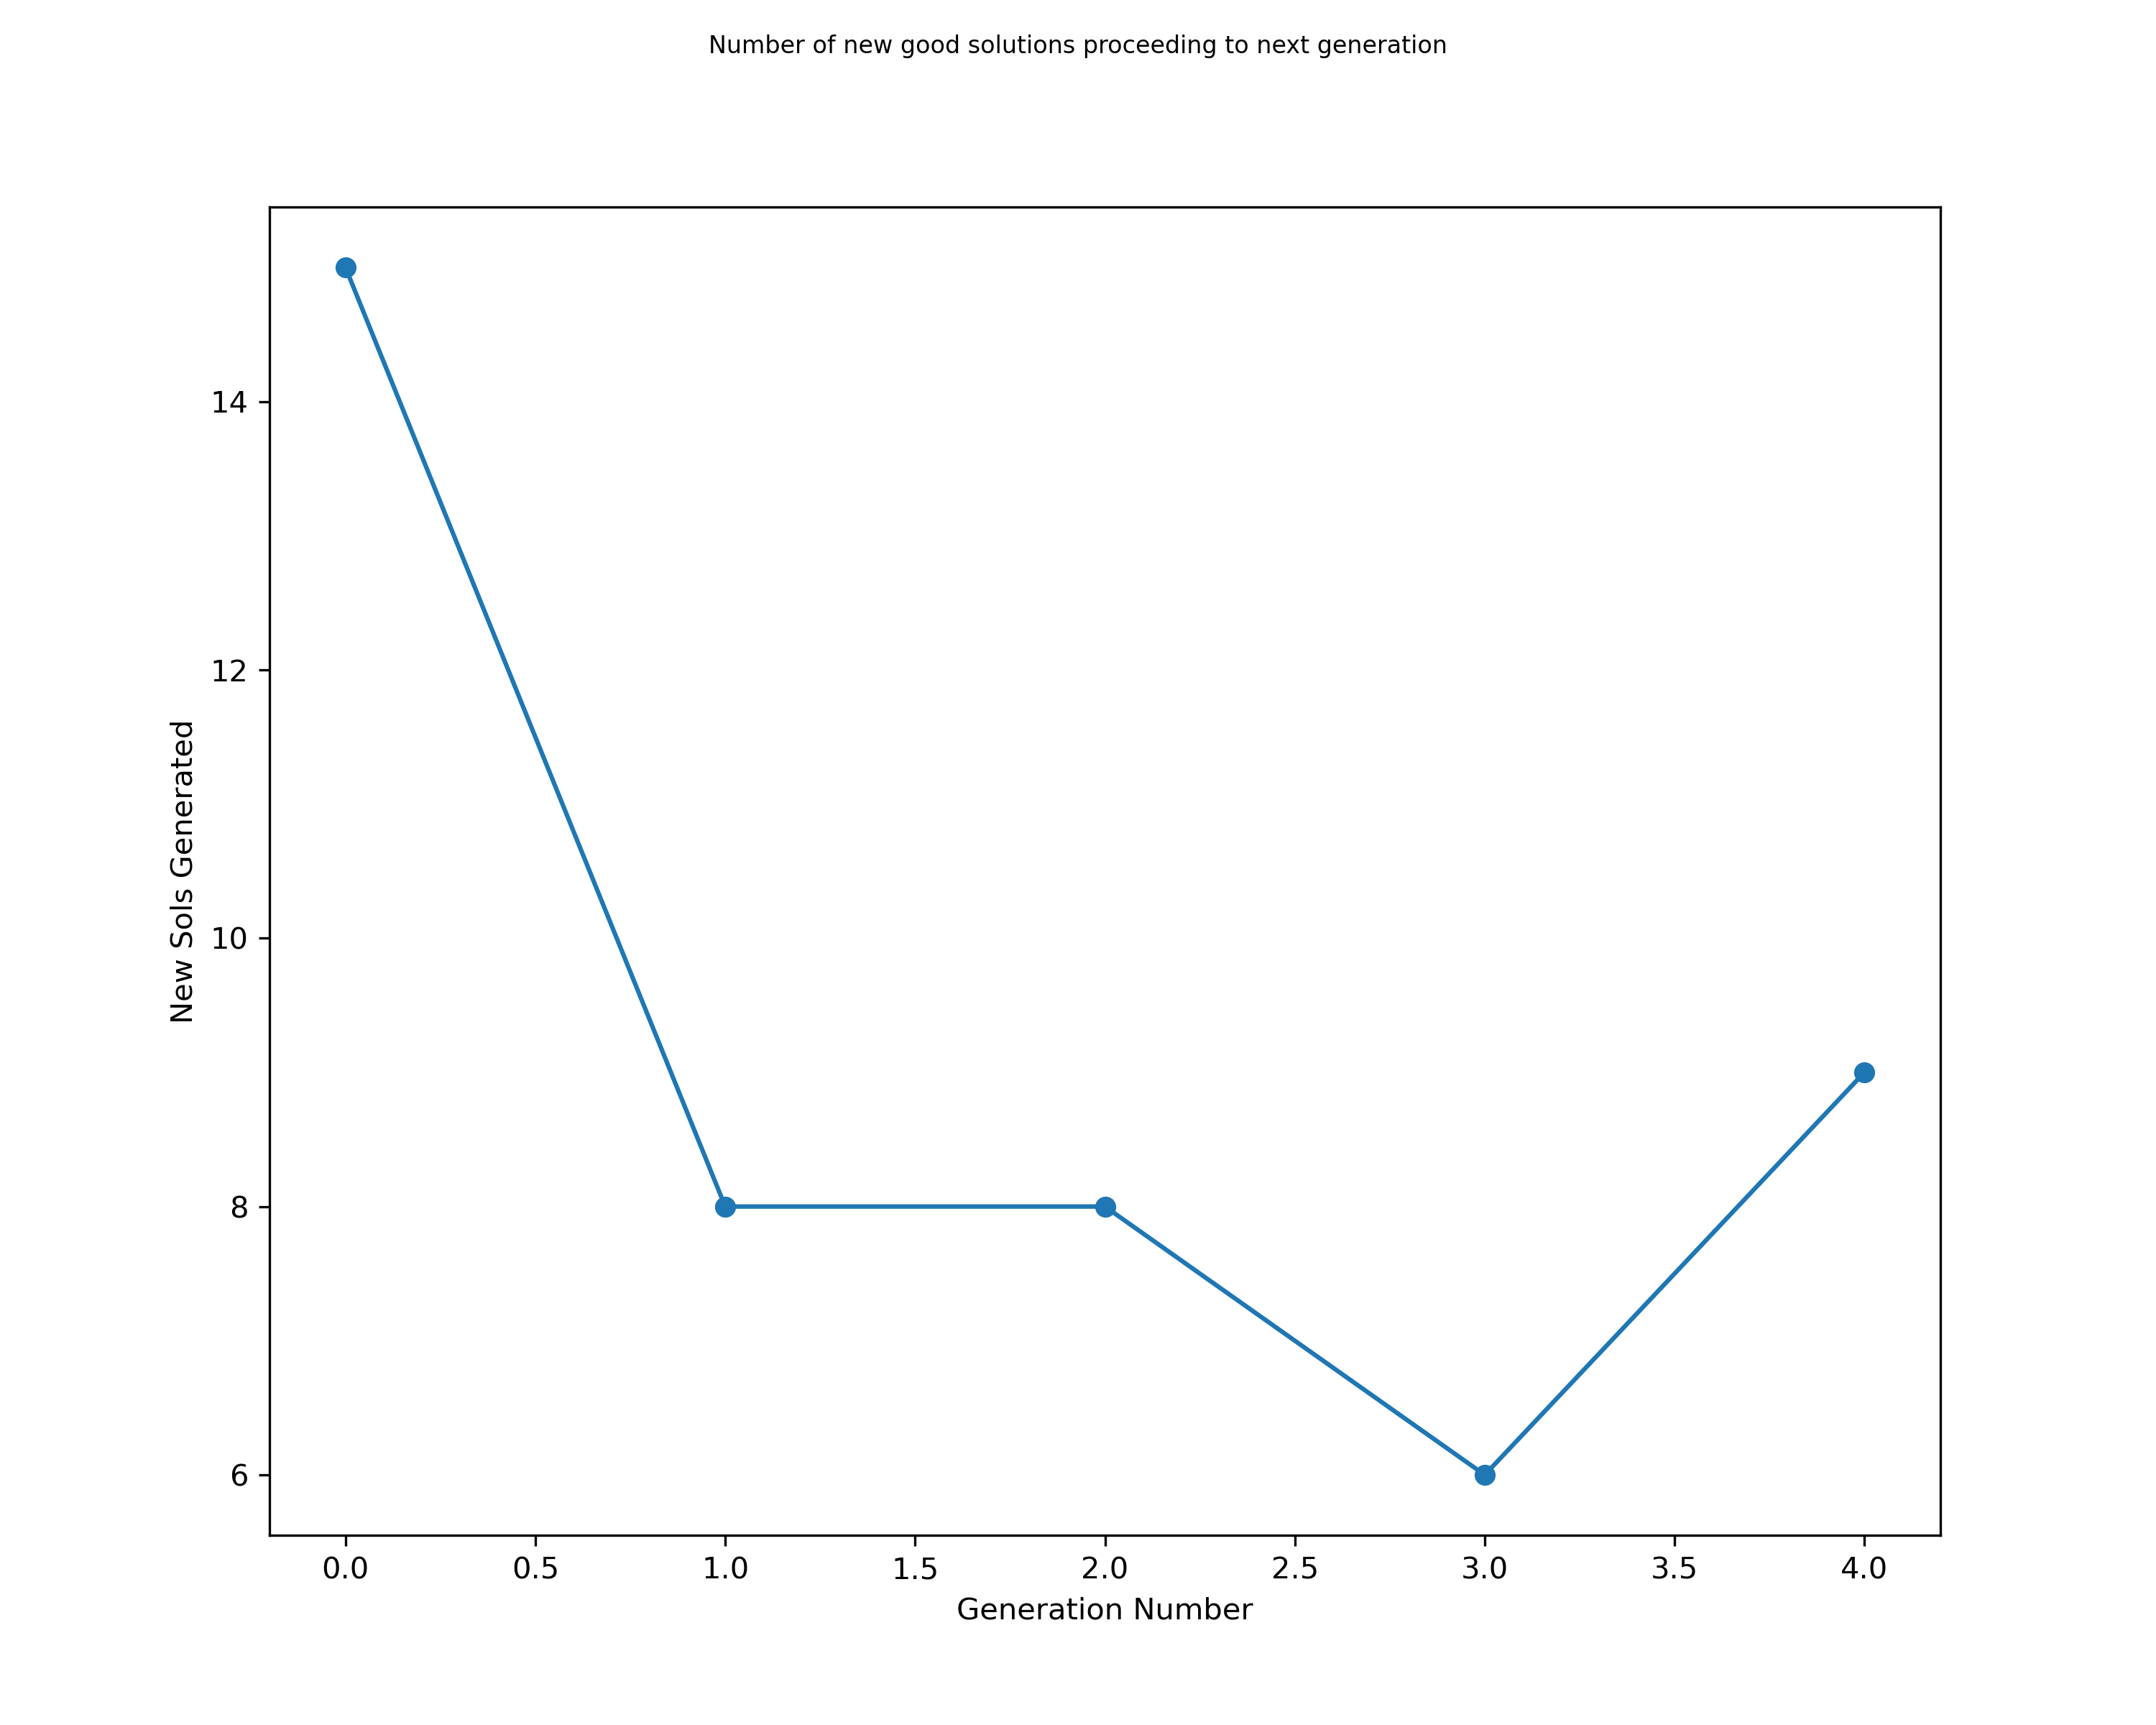 Number of new good solutions proceeding to next generation
New Sols Generated
14
12
10
8
6
0.0 0.5 1.0 1.5 2.0 2.5 3.0 3.5 4.0
Generation Number